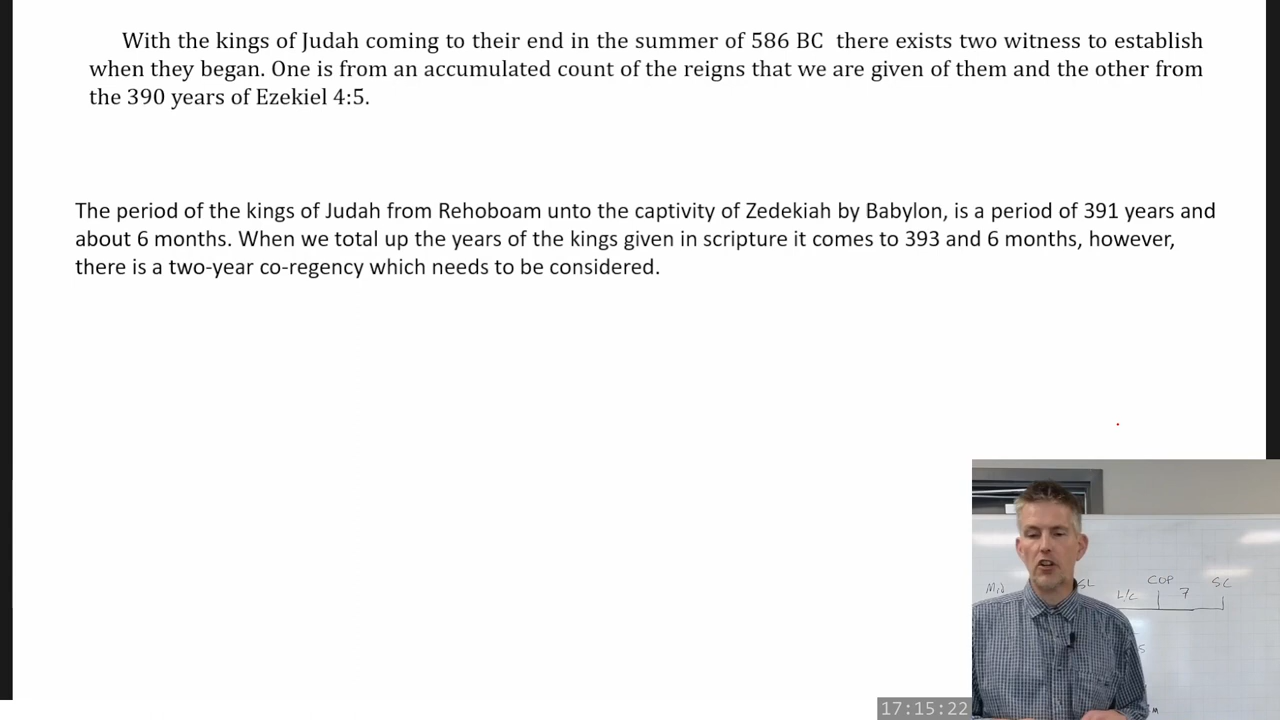 With the kings of Judah coming to their end in the summer of 586 BC  there exists two witness to establish
when they began. One is from an accumulated count of the reigns that we are given of them and the other from
the 390 years of Ezekiel 4:5.
The period of the kings of Judah from Rehoboam unto the captivity of Zedekiah by Babylon, is a period of 391 years and
about 6 months. When we total up the years of the kings given in scripture it comes to 393 and 6 months, however,
there is a two-year co-regency which needs to be considered.
COP
SL
SC
L/C
7
17:15:22